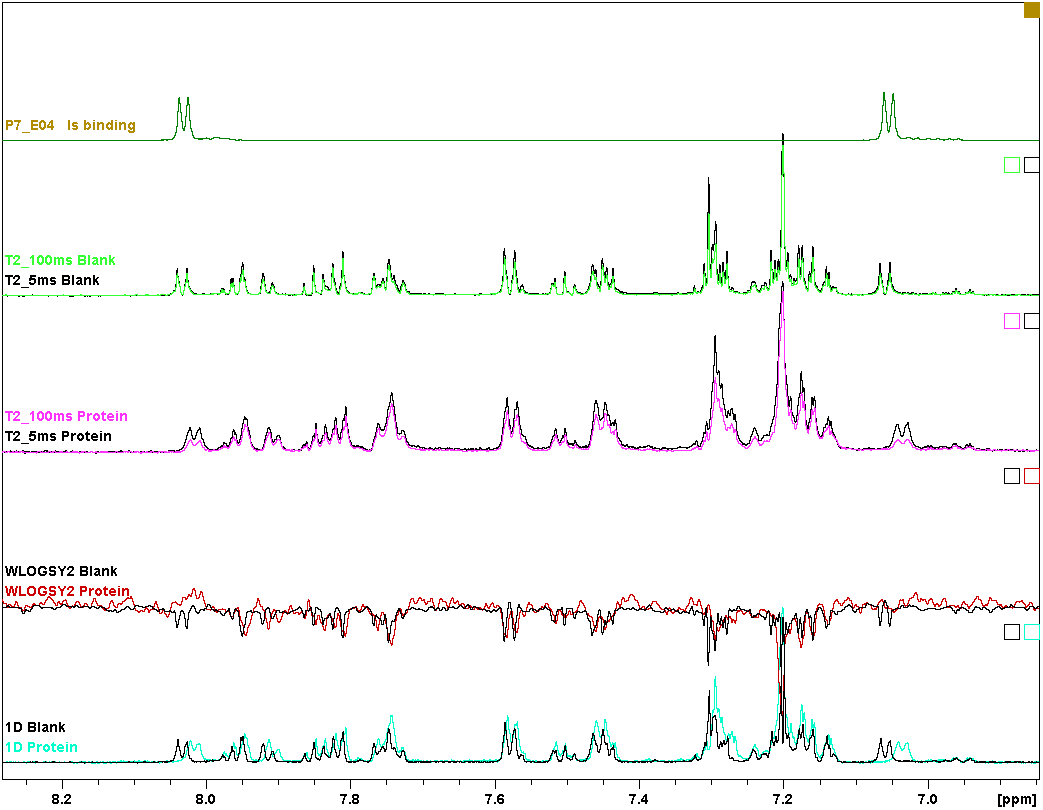 P7_E04 Is binding
T2_100ms Blank
T2_5ms Blank
T2_100ms Protein
T2_5ms Protein
WLOGSY2 Blank
WLOGSY2 Protein
1D Blank
1D Protein
8.2 8.0 7.8 7.6 7.4 7.2 7.0 [ppm]